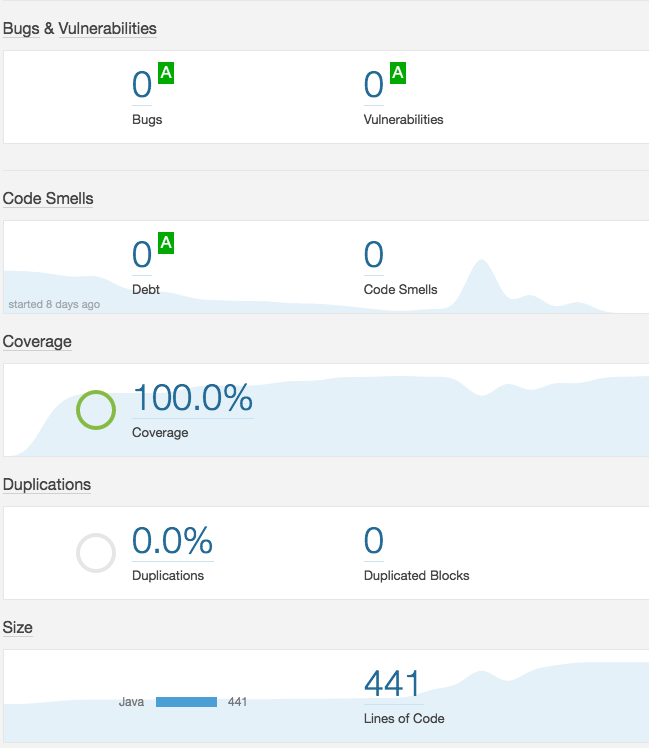 Bugs & Vulnerabilities
0 A 0 A
Bugs Vulnerabilities
Code Smells
0 A 0
Debt Code Smells
started 8 days ago
Coverage
100.0%
Coverage
Duplications
0.0% 0
Duplications Duplicated Blocks
Size
441
Java 441
Lines of Code